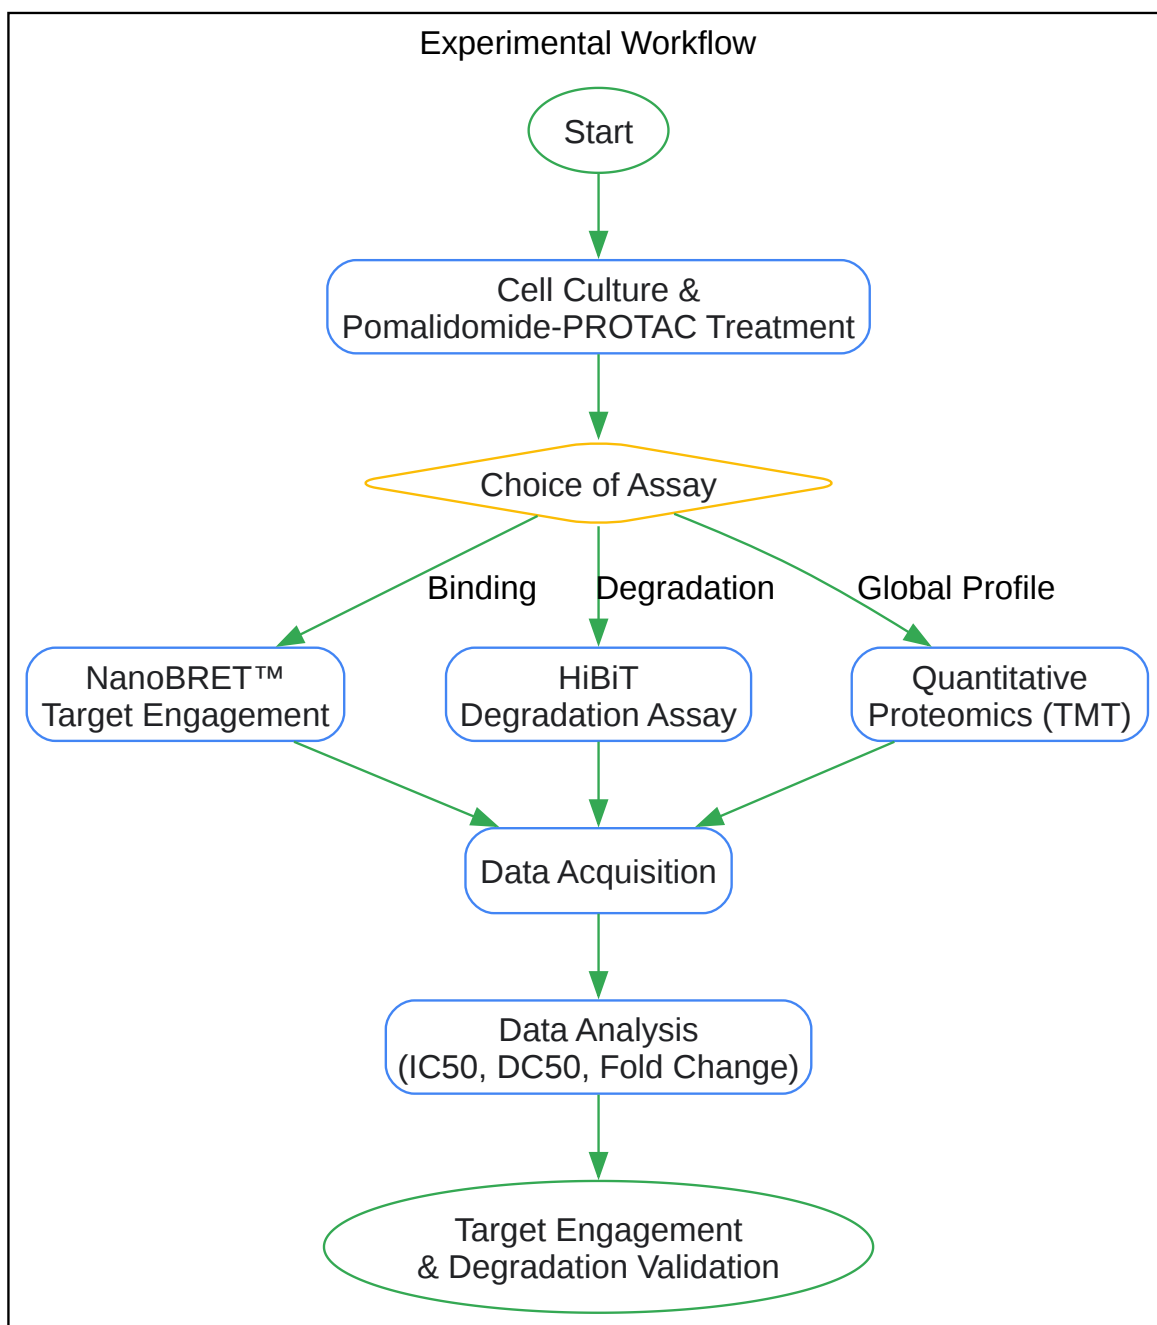 Experimental Workflow
Start
Cell Culture &
Pomalidomide-PROTAC Treatment
Choice of Assay
Binding
Degradation
Global Profile
NanoBRET™
Target Engagement
HiBiT
Degradation Assay
Quantitative
Proteomics (TMT)
Data Acquisition
Data Analysis
(IC50, DC50, Fold Change)
Target Engagement
& Degradation Validation